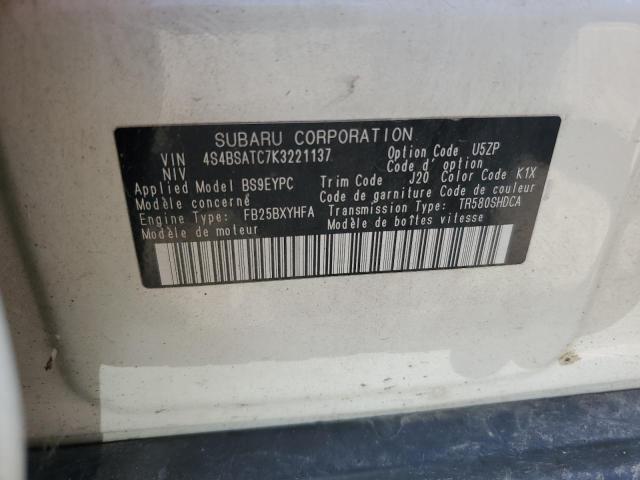 SUBARU CORPORATION
VIN 4S4BSATC7K3221137 Option Code U5ZP
NIV Code d'option
Applied Model BS9EYPC Trim Code J20 Color Code K1X
Modèle concerné Code de garniture Code de couleur
Engine Type: FB25BXYHFA Transmission Type: TR580SHDCA
Modèle de moteur Modèle de boîtes vitesse